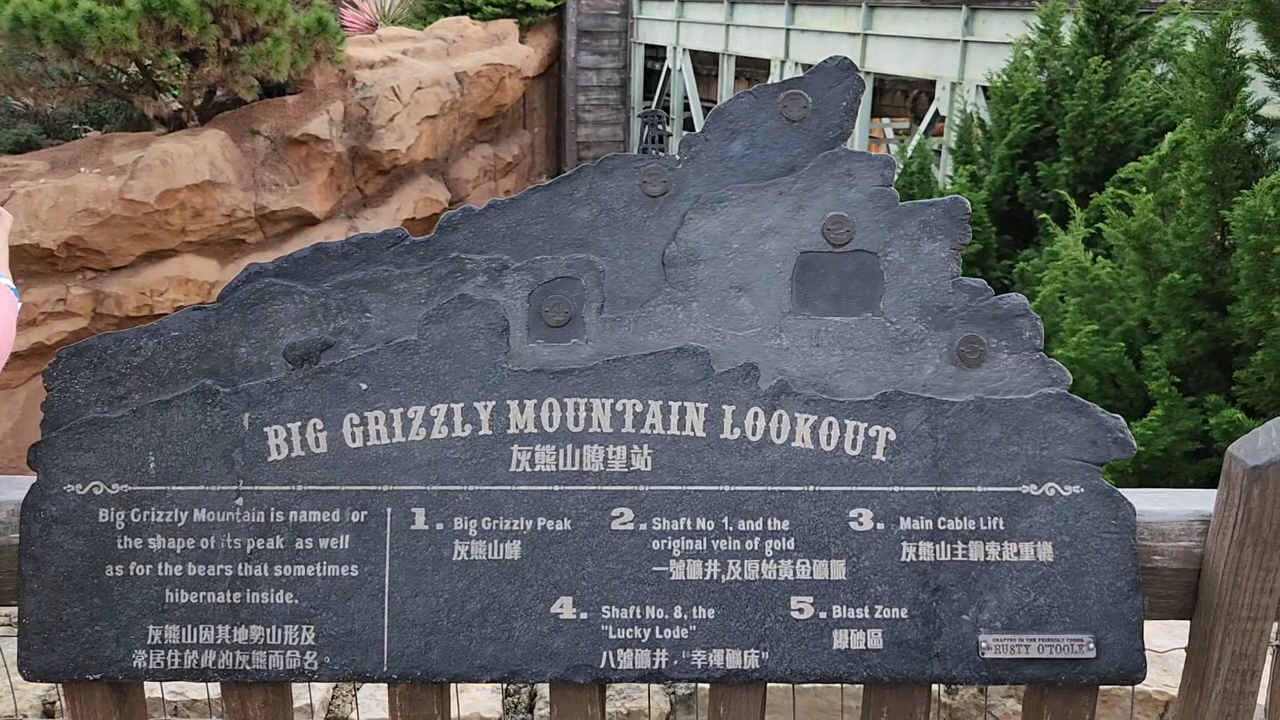 BIG GRIZZLY MOUNTAIN LOOKOUT
灰熊山瞭望站
Big Grizzly Mountain is named for
the shape of its peak as well
as for the bears that sometimes
hibernate inside.
灰熊山因其地勢山形及
常居住於此的灰熊而命名。
1. Big Grizzly Peak
灰熊山峰
2. Shaft No 1, and the
original vein of gold
一號礦井,及原始黃金礦脈
3. Main Cable Lift
灰熊山主鋼索起重機
4. Shaft No. 8, the
"Lucky Lode"
八號礦井,"幸運礦床"
5. Blast Zone
爆破區
CRAFTED IN THE FRIENDLY FORGE
RUSTY O'TOOLE